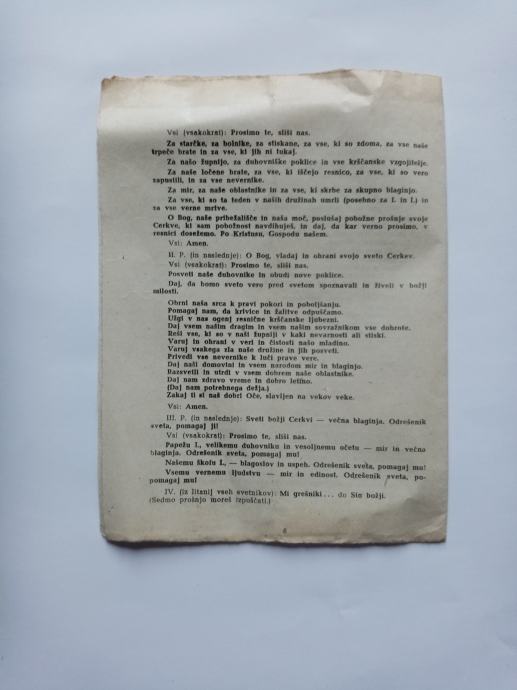 Vsi (vsakokrat): Prosimo te, sliši nas.
Za starčke, za bolnike, za stiskane, za vse, ki so zdoma, za vse naše
trpeče brate in za vse, ki jih ni tukaj.
Za našo župnijo, za duhovniške poklice in vse krščanske vzgojitelje.
Za naše ločene brate, za vse, ki iščejo resnico, za vse, ki so vero
zapustili, in za vse nevernike.
Za mir, za naše oblastnike in za vse, ki skrbe za skupno blaginjo.
Za vse, ki so ta teden v naših družinah umrli (posebno za I. in I.) in
za vse verne mrtve.
O Bog, naše pribežališče in naša moč, poslušaj pobožne prošnje svoje
Cerkve, ki sam pobožnost navdihuješ, in daj, da kar verno prosimo, v
resnici dosežemo. Po Kristusu, Gospodu našem.
Vsi: Amen.
II. P. (in naslednje): O Bog, vladaj in ohrani svojo sveto Cerkev.
Vsi (vsakokrat): Prosimo te, sliši nas.
Posveti naše duhovnike in obudi nove poklice.
Daj, da bomo sveto vero pred svetom spoznavali in živeli v božji
milosti.
Obrni naša srca k pravi pokori in poboljšanju.
Pomagaj nam, da krivice in žalitve odpuščamo.
Užgi v nas ogenj resnične krščanske ljubezni.
Daj vsem našim dragim in vsem našim sovražnikom vse dobrote.
Reši vse, ki so v naši župniji v kaki nevarnosti ali stiski.
Varuj in ohrani v veri in čistosti našo mladino.
Varuj vsakega zla naše družine in jih posveti.
Privedi vse nevernike k luči prave vere.
Daj naši domovini in vsem narodom mir in blaginjo.
Razsvetli in utrdi v vsem dobrem naše oblastnike.
Daj nam zdravo vreme in dobro letino.
(Daj nam potrebnega dežja.)
Zakaj ti si naš dobri Oče, slavljen na vekov veke.
Vsi: Amen.
III. P. (in naslednje): Sveti božji Cerkvi — večna blaginja. Odrešenik
sveta, pomagaj ji!
Vsi (vsakokrat): Prosimo te, sliši nas.
Papežu I., velikemu duhovniku in vesoljnemu očetu — mir in večna
blaginja. Odrešenik sveta, pomagaj mu!
Našemu škofu I., — blagoslov in uspeh. Odrešenik sveta, pomagaj mu!
Vsemu vernemu ljudstvu — mir in edinost. Odrešenik sveta, po-
pomagaj mu!
IV. (iz litanij vseh svetnikov): Mi grešniki... do Sin božji.
(Sedmo prošnjo moreš izpuščati.)
6